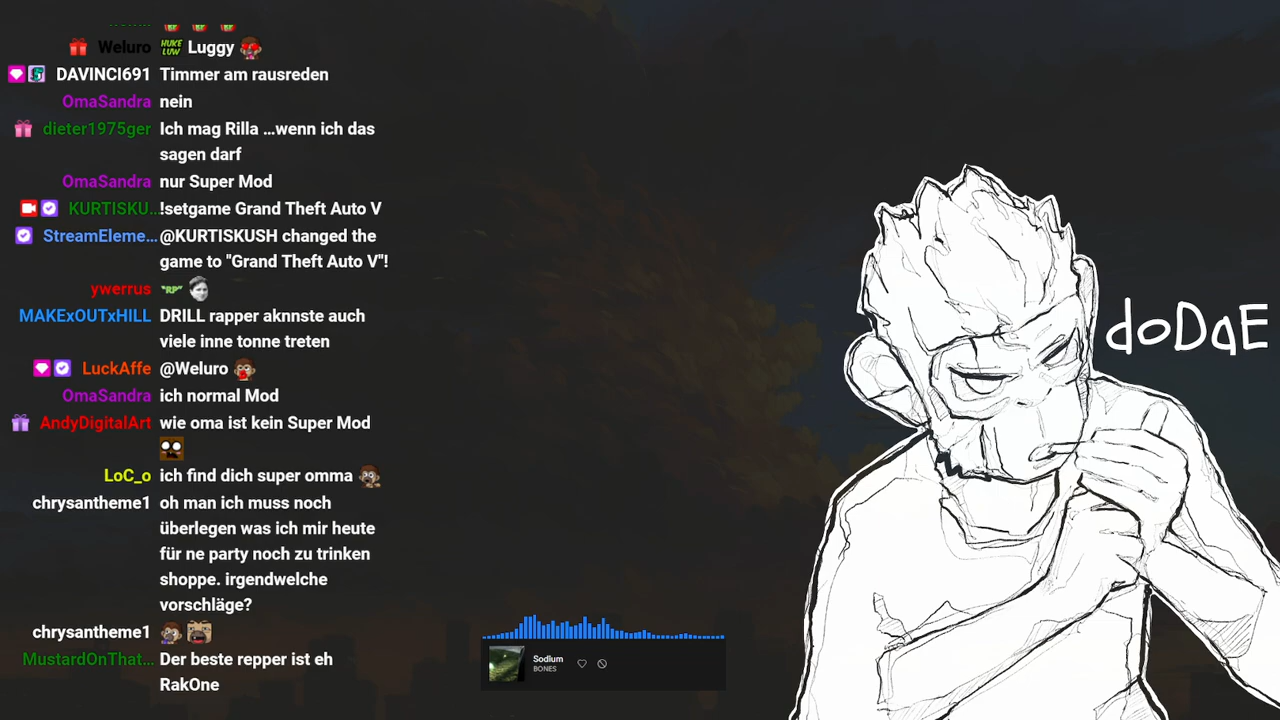 Weluro HUKE LUW Luggy
DAVINCI691 Timmer am rausreden
OmaSandra nein
dieter1975ger Ich mag Rilla ...wenn ich das
sagen darf
OmaSandra nur Super Mod
KURTISKU... !setgame Grand Theft Auto V
StreamEleme... @KURTISKUSH changed the
game to "Grand Theft Auto V"!
ywerrus "RP"
MAKExOUTxHILL DRILL rapper aknnste auch
viele inne tonne treten
LuckAffe @Weluro
OmaSandra ich normal Mod
AndyDigitalArt wie oma ist kein Super Mod
LoC_o ich find dich super omma
chrysantheme1 oh man ich muss noch
überlegen was ich mir heute
für ne party noch zu trinken
shoppe. irgendwelche
vorschläge?
chrysantheme1
MustardOnThat... Der beste repper ist eh
RakOne
doDaE
Sodium
BONES